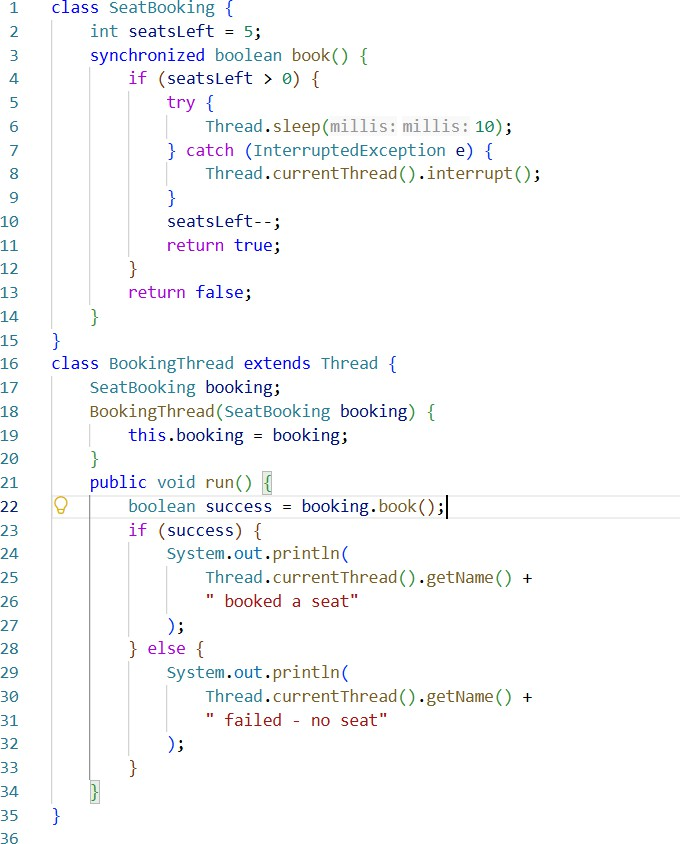 1 class SeatBooking {
2     int seatsLeft = 5;
3     synchronized boolean book() {
4         if (seatsLeft > 0) {
5             try {
6                 Thread.sleep(millis: millis: 10);
7             } catch (InterruptedException e) {
8                 Thread.currentThread().interrupt();
9             }
10             seatsLeft--;
11             return true;
12         }
13         return false;
14     }
15 }
16 class BookingThread extends Thread {
17     SeatBooking booking;
18     BookingThread(SeatBooking booking) {
19         this.booking = booking;
20     }
21     public void run() {
22         boolean success = booking.book();
23         if (success) {
24             System.out.println(
25                 Thread.currentThread().getName() +
26                 " booked a seat"
27             );
28         } else {
29             System.out.println(
30                 Thread.currentThread().getName() +
31                 " failed - no seat"
32             );
33         }
34     }
35 }
36